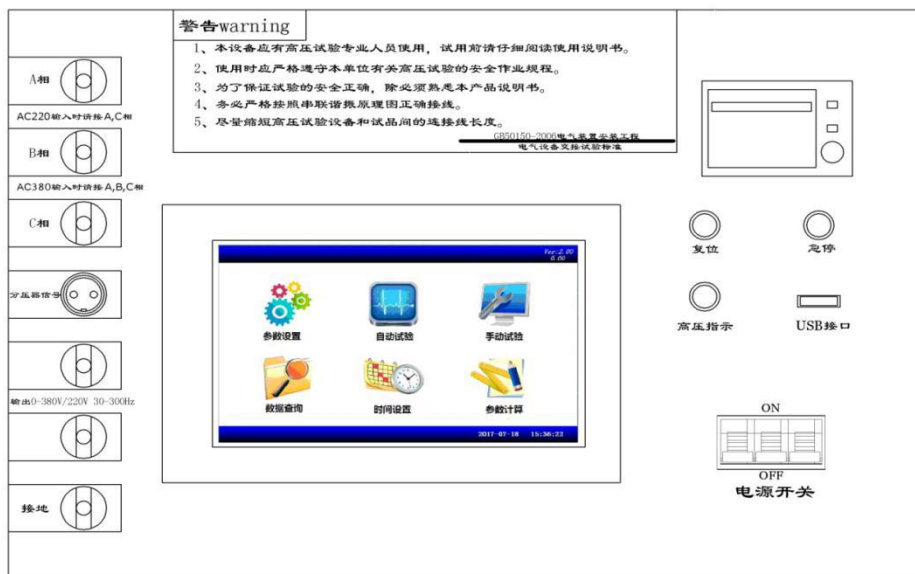 警告warning
1、本设备应有高压试验专业人员使用，试用前请仔细阅读使用说明书。
2、使用时应严格遵守本单位有关高压试验的安全作业规程。
3、为了保证试验的安全正确，除必须熟悉本产品说明书。
4、务必严格按照串联谐振原理图正确接线。
5、尽量缩短高压试验设备和试品间的连接线长度。
GB50150-2006电气装置安装工程
电气设备交接试验标准
A相
AC220输入时请接A,C相
B相
AC380输入时请接A,B,C相
C相
分压器信号
输出0-380V/220V 30-300Hz
接地
Ver:2.00
0.00
参数设置
自动试验
手动试验
数据查询
时间设置
参数计算
2017-07-18 15:36:23
复位
急停
高压指示
USB接口
ON
OFF
电源开关